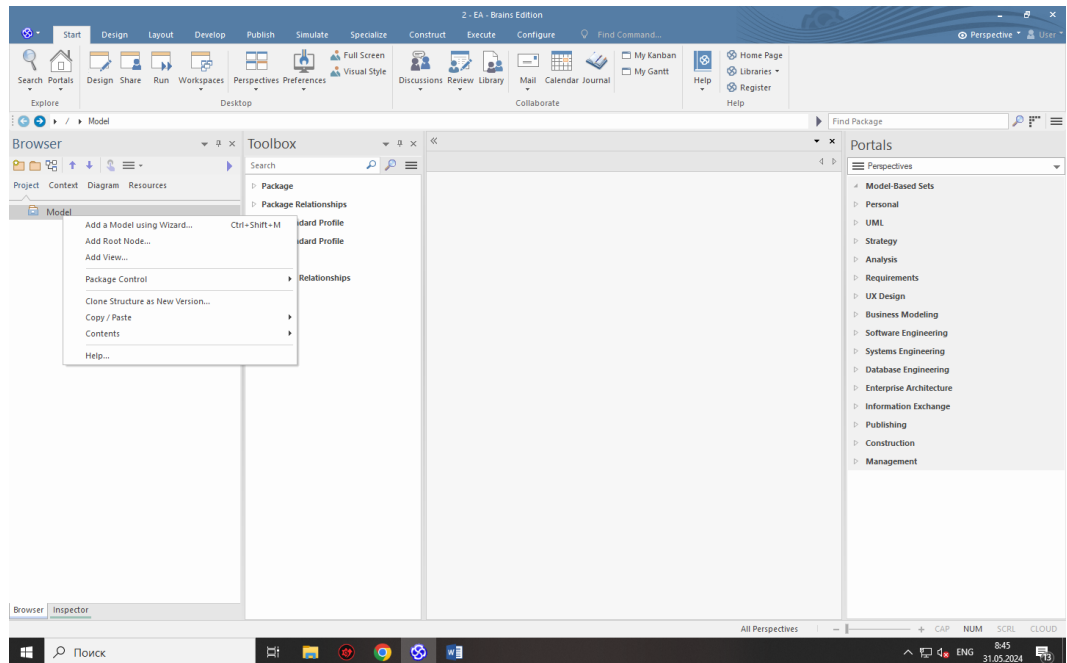 2 - EA - Brains Edition
Start Design Layout Develop Publish Simulate Specialize Construct Execute Configure Find Command... Perspective User
Search Portals Design Share Run Workspaces Perspectives Preferences Full Screen Visual Style Discussions Review Library Mail Calendar Journal My Kanban My Gantt Help Home Page Libraries Register
Explore Desktop Collaborate Help
/ Model Find Package
Browser
Project Context Diagram Resources
Model
Add a Model using Wizard... Ctrl+Shift+M
Add Root Node...
Add View...
Package Control
Clone Structure as New Version...
Copy / Paste
Contents
Help...
Browser Inspector
Toolbox
Search
Package
Package Relationships
dard Profile
dard Profile
Relationships
Portals
Perspectives
Model-Based Sets
Personal
UML
Strategy
Analysis
Requirements
UX Design
Business Modeling
Software Engineering
Systems Engineering
Database Engineering
Enterprise Architecture
Information Exchange
Publishing
Construction
Management
All Perspectives CAP NUM SCRL CLOUD
Поиск ENG 8:45
31.05.2024 13